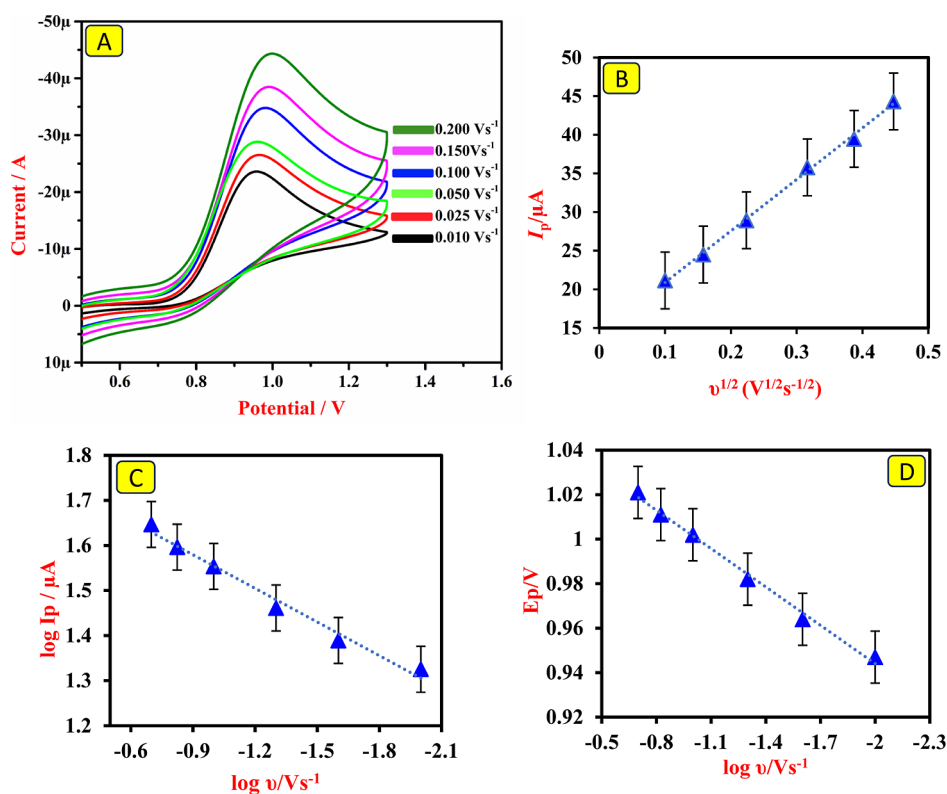 A
-50μ
-40μ
-30μ
-20μ
-10μ
0
10μ
Current / A
0.6
0.8
1.0
1.2
1.4
1.6
Potential / V
0.200 Vs⁻¹
0.150Vs⁻¹
0.100 Vs⁻¹
0.050 Vs⁻¹
0.025 Vs⁻¹
0.010 Vs⁻¹
B
50
45
40
35
30
25
20
15
Iₚ/μA
0
0.1
0.2
0.3
0.4
0.5
υ¹ᐟ² (V¹ᐟ²s⁻¹ᐟ²)
C
1.8
1.7
1.6
1.5
1.4
1.3
1.2
log Ip / μA
-0.6
-0.9
-1.2
-1.5
-1.8
-2.1
log υ/Vs⁻¹
D
1.04
1.02
1
0.98
0.96
0.94
0.92
Ep/V
-0.5
-0.8
-1.1
-1.4
-1.7
-2
-2.3
log υ/Vs⁻¹